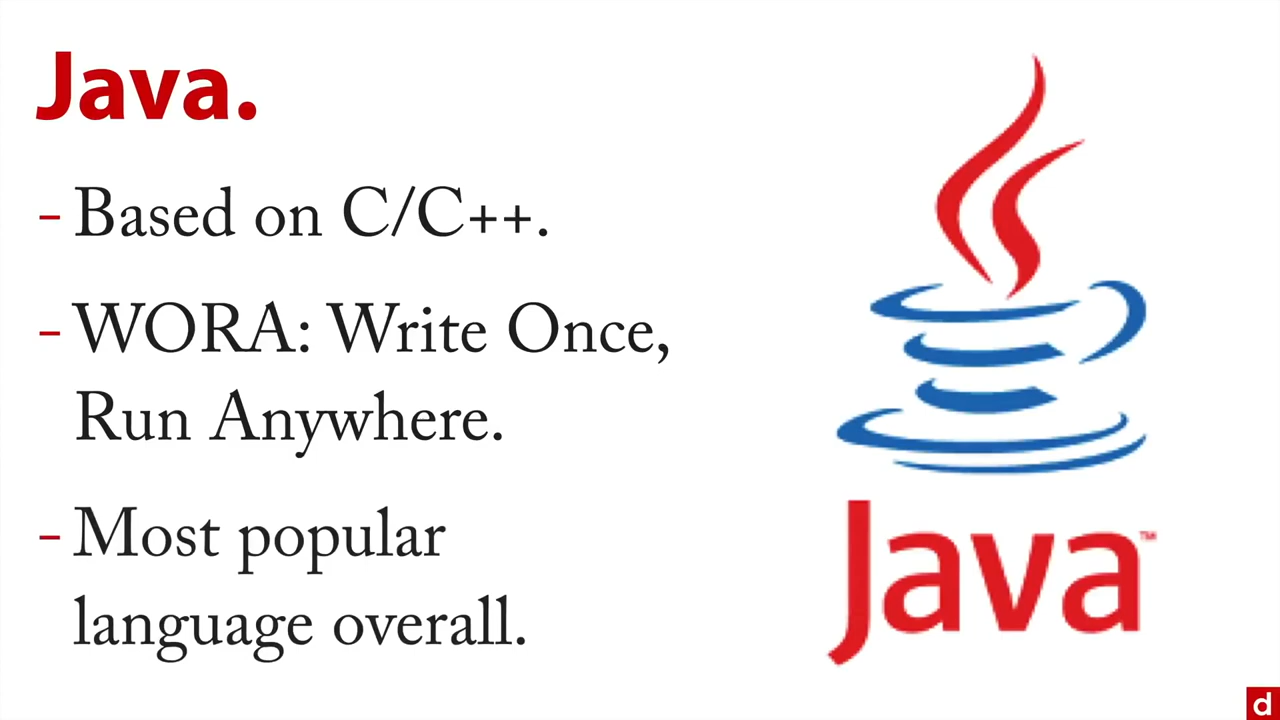 Java.
- Based on C/C++.
- WORA: Write Once,
Run Anywhere.
- Most popular
language overall.
Java™
d